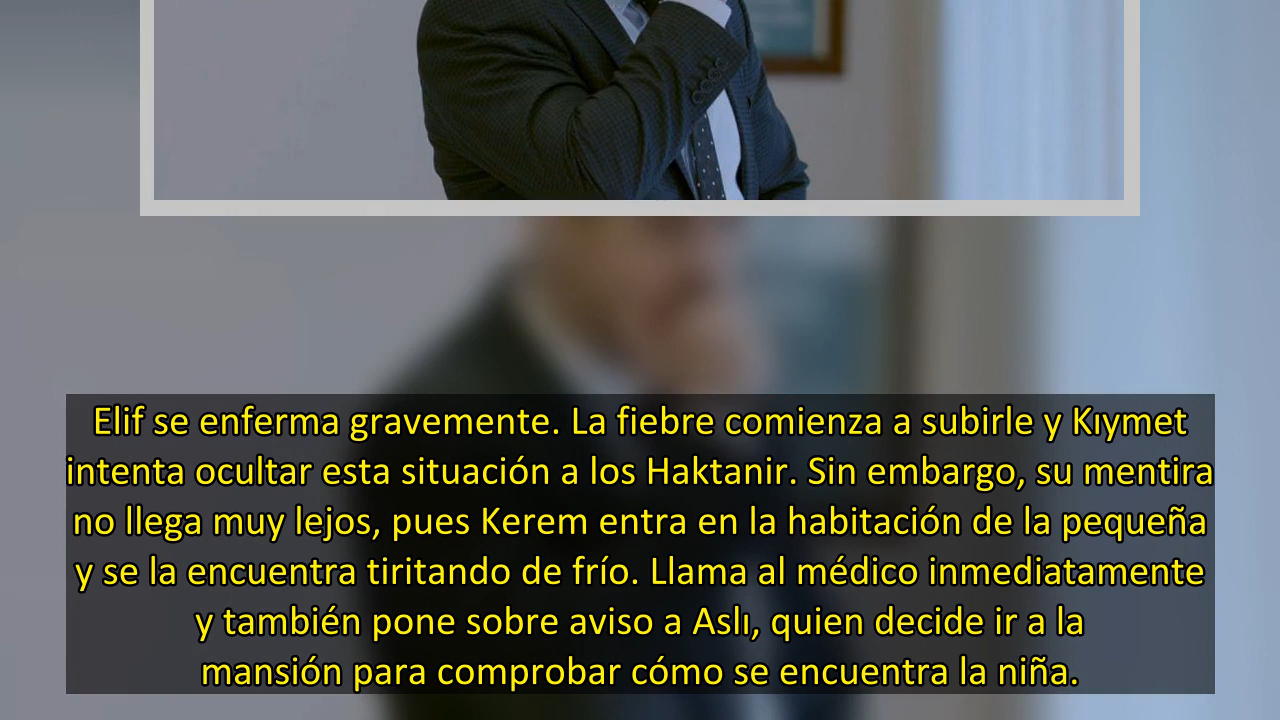 Elif se enferma gravemente. La fiebre comienza a subirle y Kıymet
intenta ocultar esta situación a los Haktanir. Sin embargo, su mentira
no llega muy lejos, pues Kerem entra en la habitación de la pequeña
y se la encuentra tiritando de frío. Llama al médico inmediatamente
y también pone sobre aviso a Aslı, quien decide ir a la
mansión para comprobar cómo se encuentra la niña.